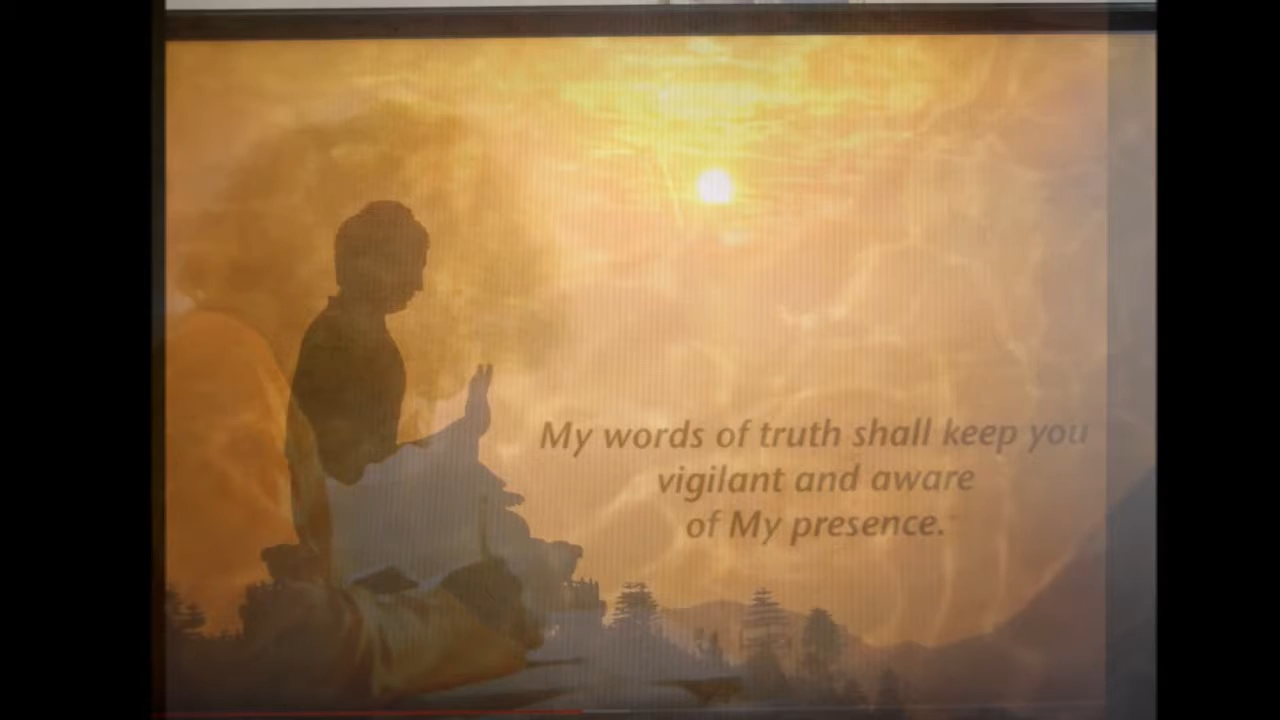 My words of truth shall keep you
vigilant and aware
of My presence.